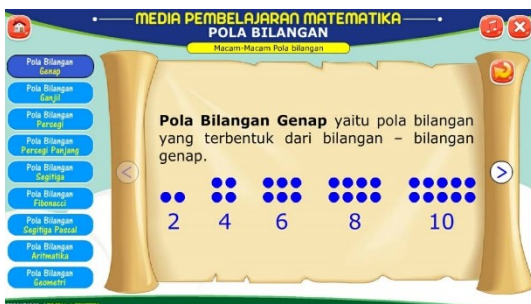 MEDIA PEMBELAJARAN MATEMATIKA
POLA BILANGAN
Macam-Macam Pola bilangan
Pola Bilangan
Genap
Pola Bilangan
Ganjil
Pola Bilangan
Persegi
Pola Bilangan
Persegi Panjang
Pola Bilangan
Segitiga
Pola Bilangan
Fibonacci
Pola Bilangan
Segitiga Pascal
Pola Bilangan
Aritmatika
Pola Bilangan
Geometri
Pola Bilangan Genap yaitu pola bilangan
yang terbentuk dari bilangan – bilangan
genap.
2 4 6 8 10